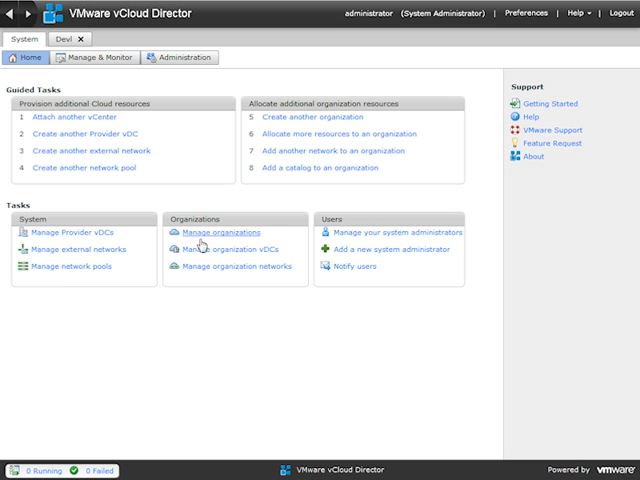 VMware vCloud Director
administrator (System Administrator) | Preferences | Help | Logout
System
Dev1
Home
Manage & Monitor
Administration
Guided Tasks
Provision additional Cloud resources
1 Attach another vCenter
2 Create another Provider vDC
3 Create another external network
4 Create another network pool
Allocate additional organization resources
5 Create another organization
6 Allocate more resources to an organization
7 Add another network to an organization
8 Add a catalog to an organization
Tasks
System
Manage Provider vDCs
Manage external networks
Manage network pools
Organizations
Manage organizations
Manage organization vDCs
Manage organization networks
Users
Manage your system administrators
Add a new system administrator
Notify users
Support
Getting Started
Help
VMware Support
Feature Request
About
0 Running 0 Failed
VMware vCloud Director
Powered by vmware